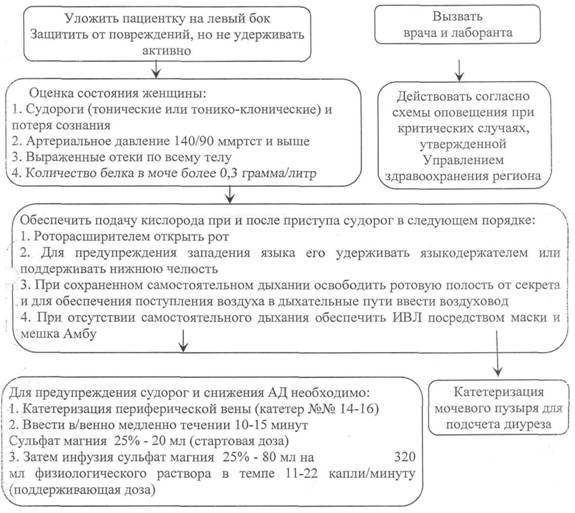 Уложить пациентку на левый бок
Защитить от повреждений, но не удерживать
активно
Вызвать
врача и лаборанта
Оценка состояния женщины:
1. Судороги (тонические или тонико-клонические) и
потеря сознания
2. Артериальное давление 140/90 ммртст и выше
3. Выраженные отеки по всему телу
4. Количество белка в моче более 0,3 грамма/литр
Действовать согласно
схемы оповещения при
критических случаях,
утвержденной
Управлением
здравоохранения региона
Обеспечить подачу кислорода при и после приступа судорог в следующем порядке:
1. Роторасширителем открыть рот
2. Для предупреждения западения языка его удерживать языкодержателем или
поддерживать нижнюю челюсть
3. При сохраненном самостоятельном дыхании освободить ротовую полость от секрета
и для обеспечения поступления воздуха в дыхательные пути ввести воздуховод
4. При отсутствии самостоятельного дыхания обеспечить ИВЛ посредством маски и
мешка Амбу
Для предупреждения судорог и снижения АД необходимо:
1. Катетеризация периферической вены (катетер №№ 14-16)
2. Ввести в/венно медленно течении 10-15 минут
Сульфат магния 25% - 20 мл (стартовая доза)
3. Затем инфузия сульфат магния 25% - 80 мл на 320
мл физиологического раствора в темпе 11-22 капли/минуту
(поддерживающая доза)
Катетеризация
мочевого пузыря для
подсчета диуреза